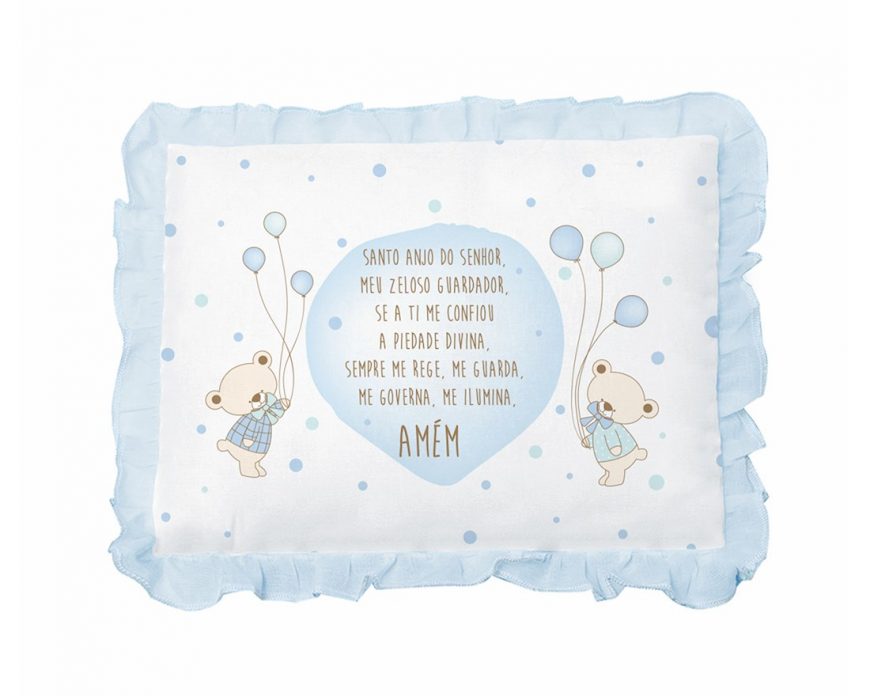 SANTO ANJO DO SENHOR,
MEU ZELOSO GUARDADOR,
SE A TI ME CONFIOU
A PIEDADE DIVINA,
SEMPRE ME REGE, ME GUARDA,
ME GOVERNA, ME ILUMINA,
AMÉM